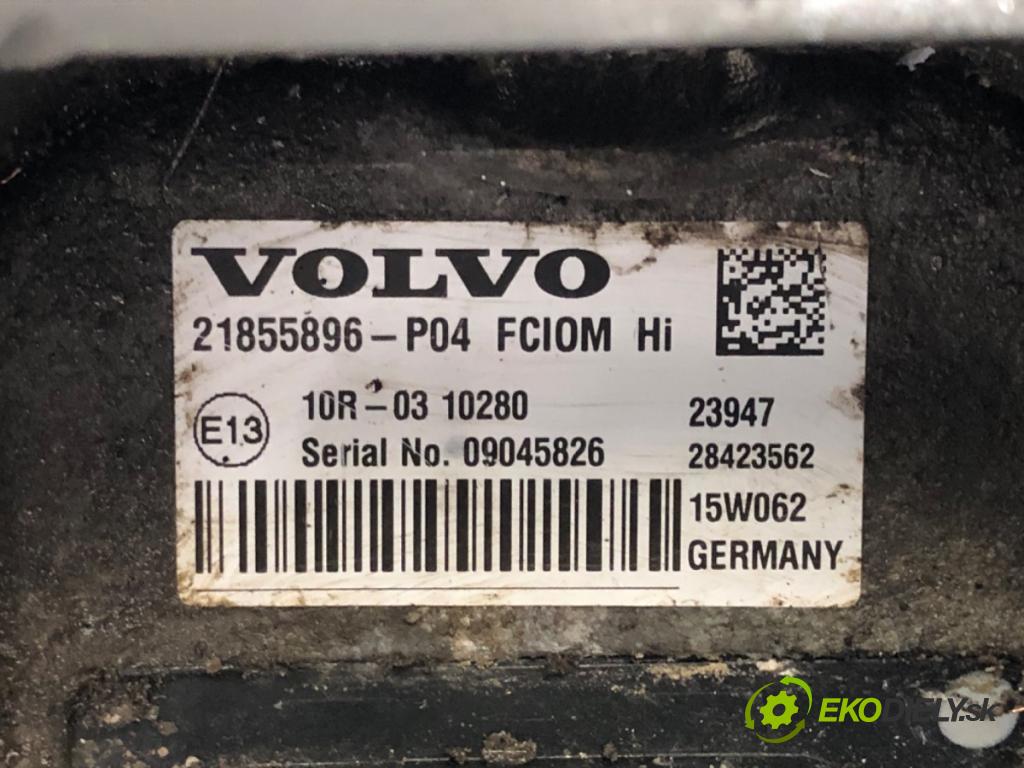 VOLVO
21855896-P04 FCIOM Hi
E13
10R-03 10280
23947
Serial No. 09045826
28423562
15W062
GERMANY
EKODIELY.sk